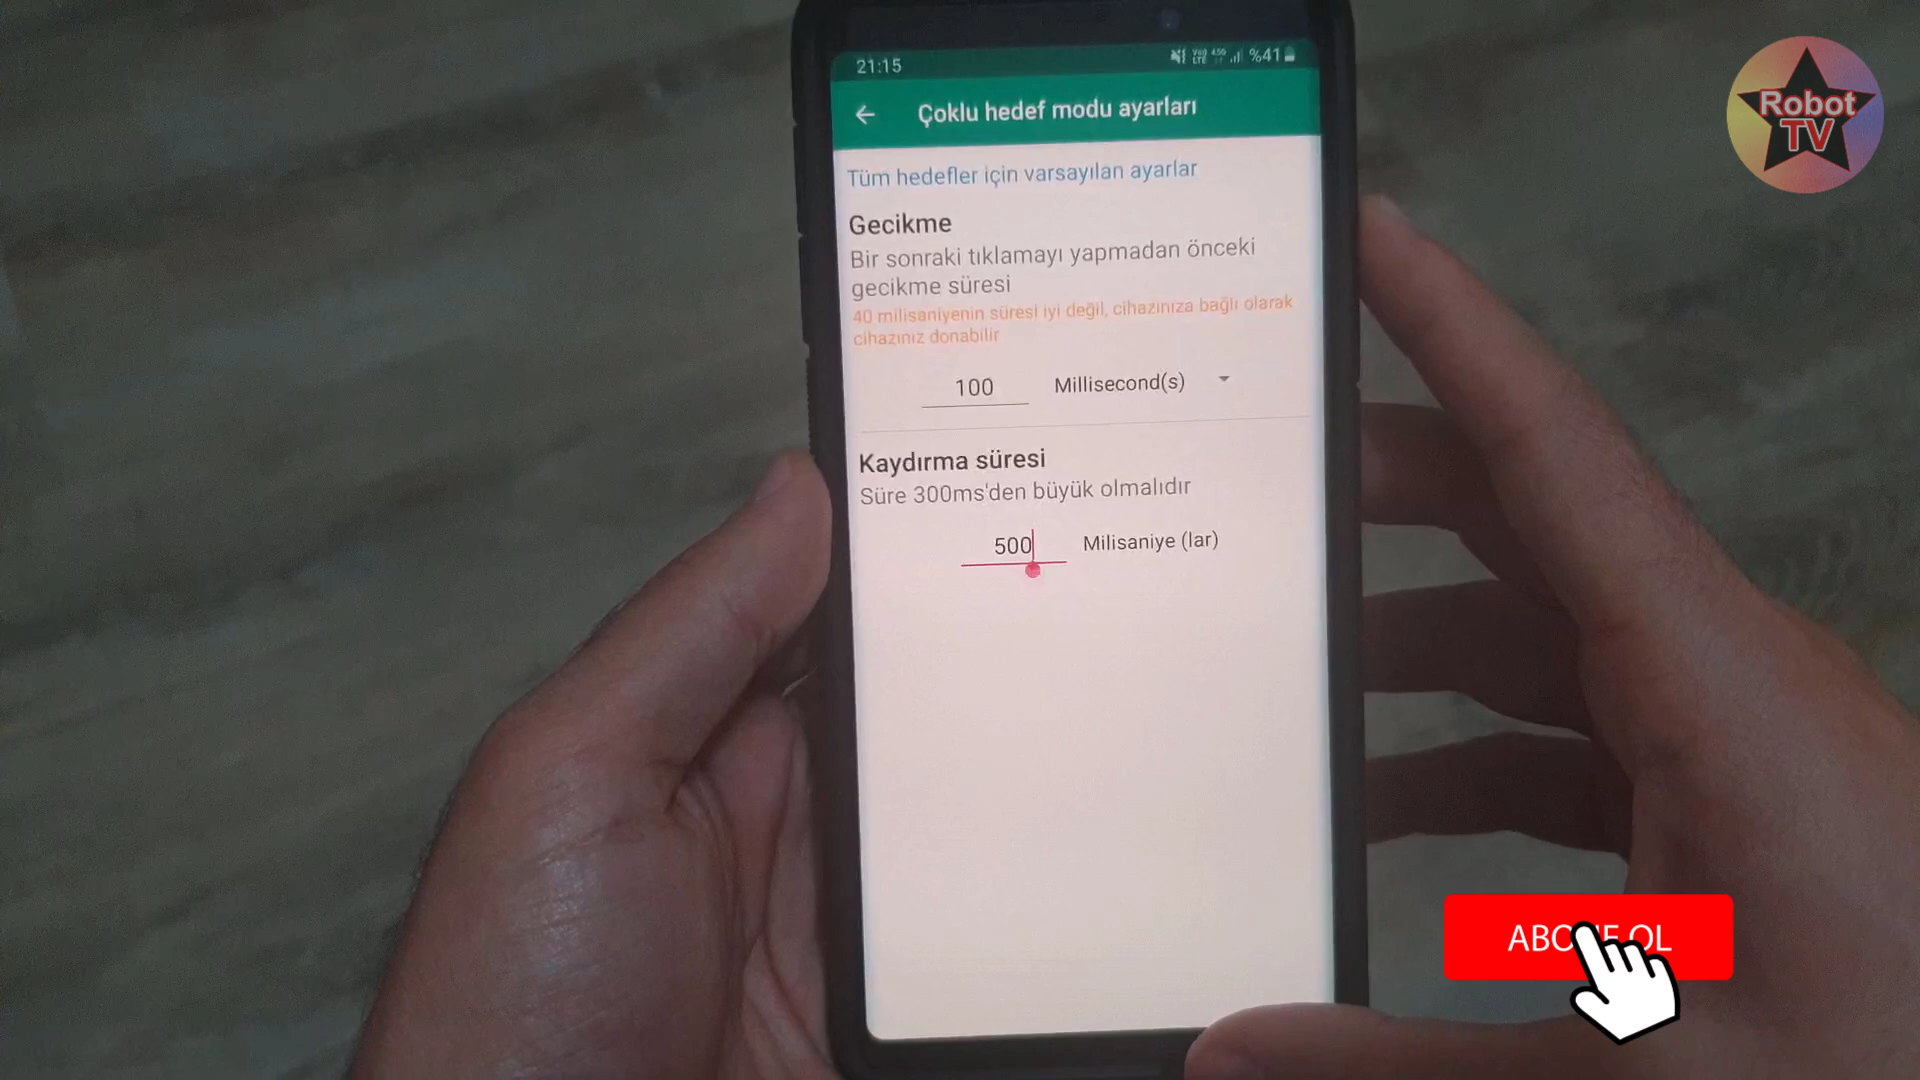 21:15
%41
Çoklu hedef modu ayarları
Tüm hedefler için varsayılan ayarlar
Gecikme
Bir sonraki tıklamayı yapmadan önceki
gecikme süresi
40 milisaniyenin süresi iyi değil, cihazınıza bağlı olarak
cihazınız donabilir
100 Millisecond(s)
Kaydırma süresi
Süre 300ms'den büyük olmalıdır
500 Milisaniye (lar)
Robot
TV
OL